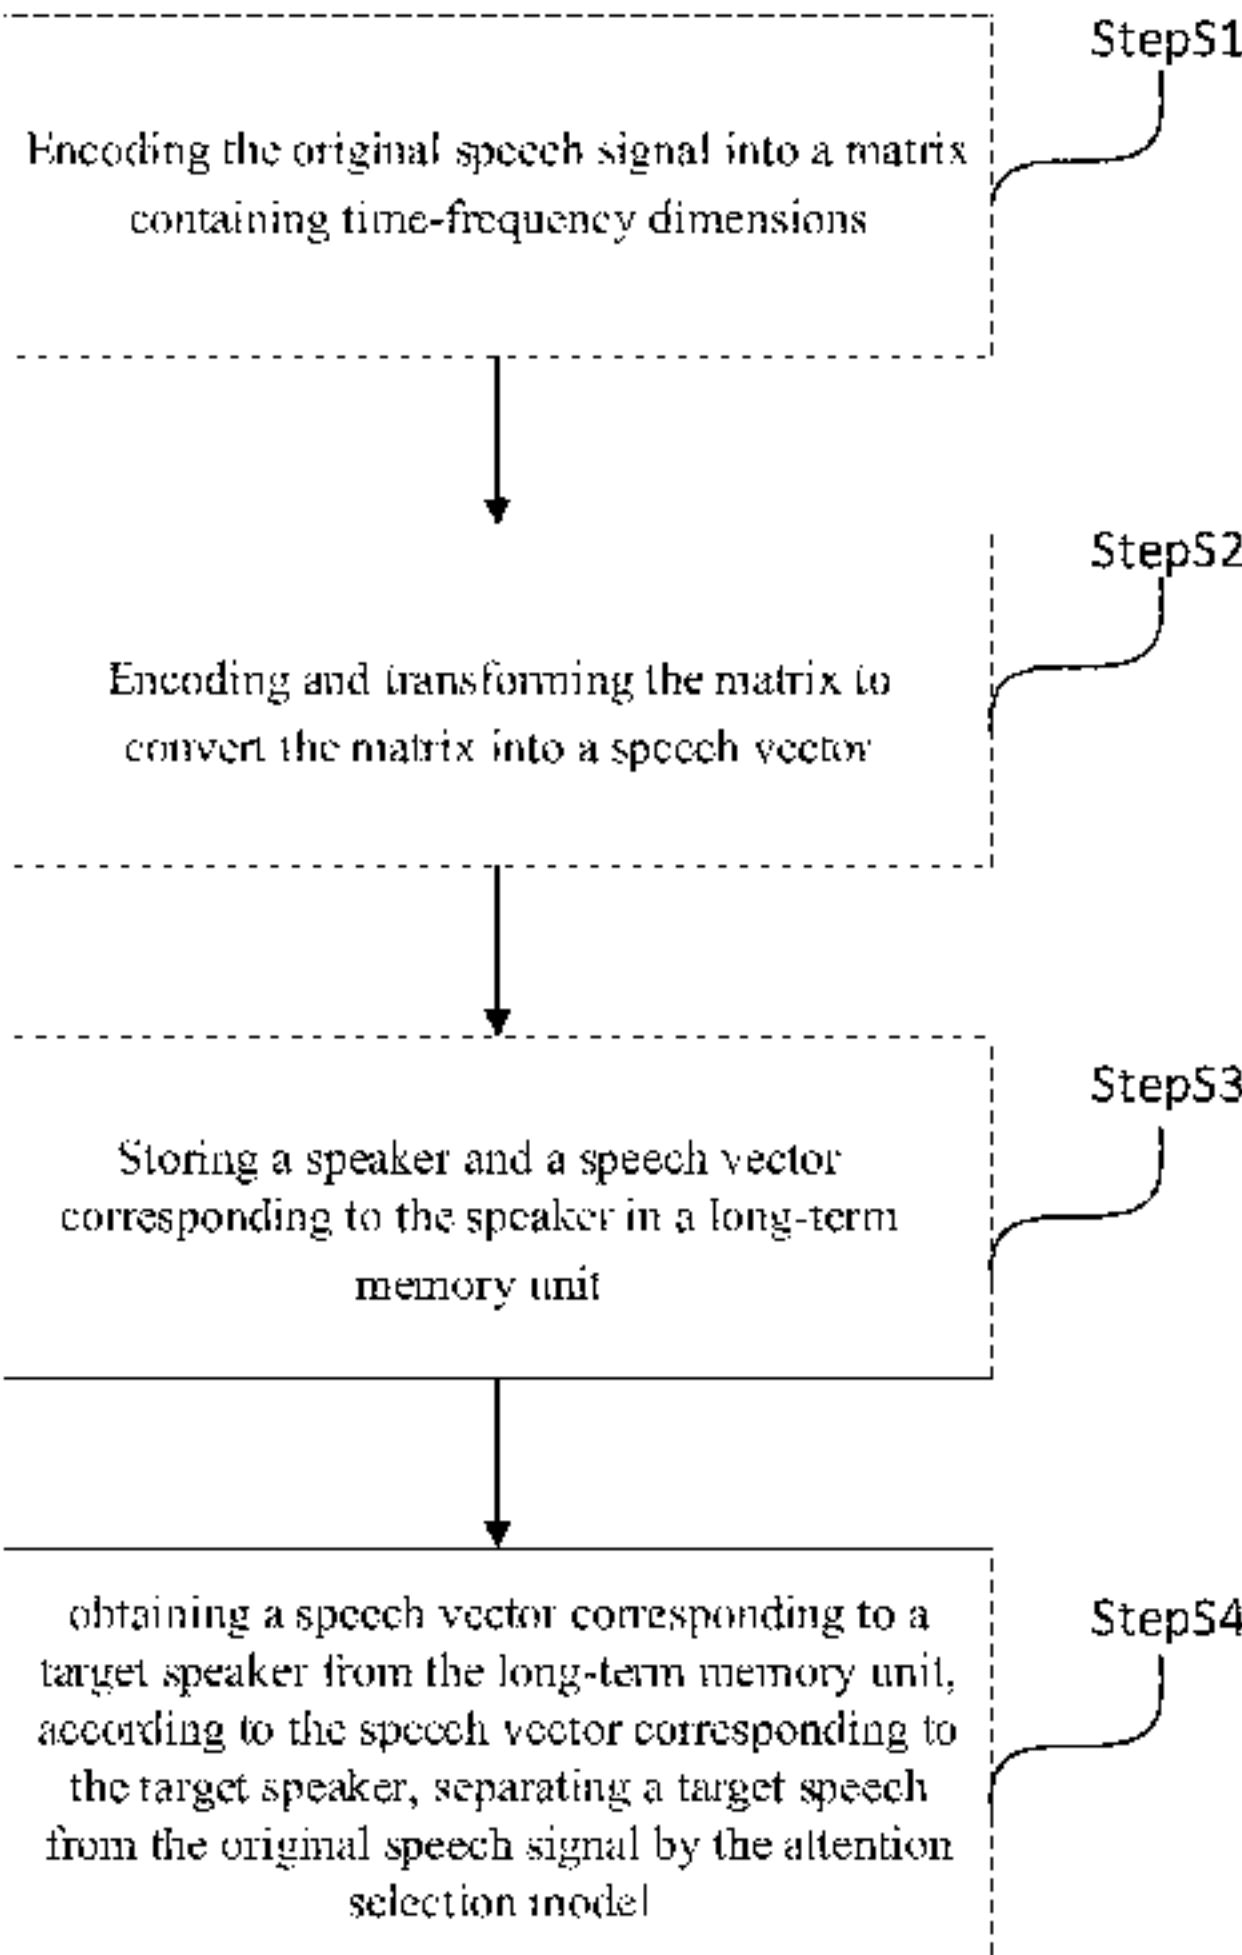 StepS1
Encoding the original speech signal into a matrix
containing time-frequency dimensions
StepS2
Encoding and transforming the matrix to
convert the matrix into a speech vector
StepS3
Storing a speaker and a speech vector
corresponding to the speaker in a long-term
memory unit
StepS4
obtaining a speech vector corresponding to a
target speaker from the long-term memory unit,
according to the speech vector corresponding to
the target speaker, separating a target speech
from the original speech signal by the attention
selection model